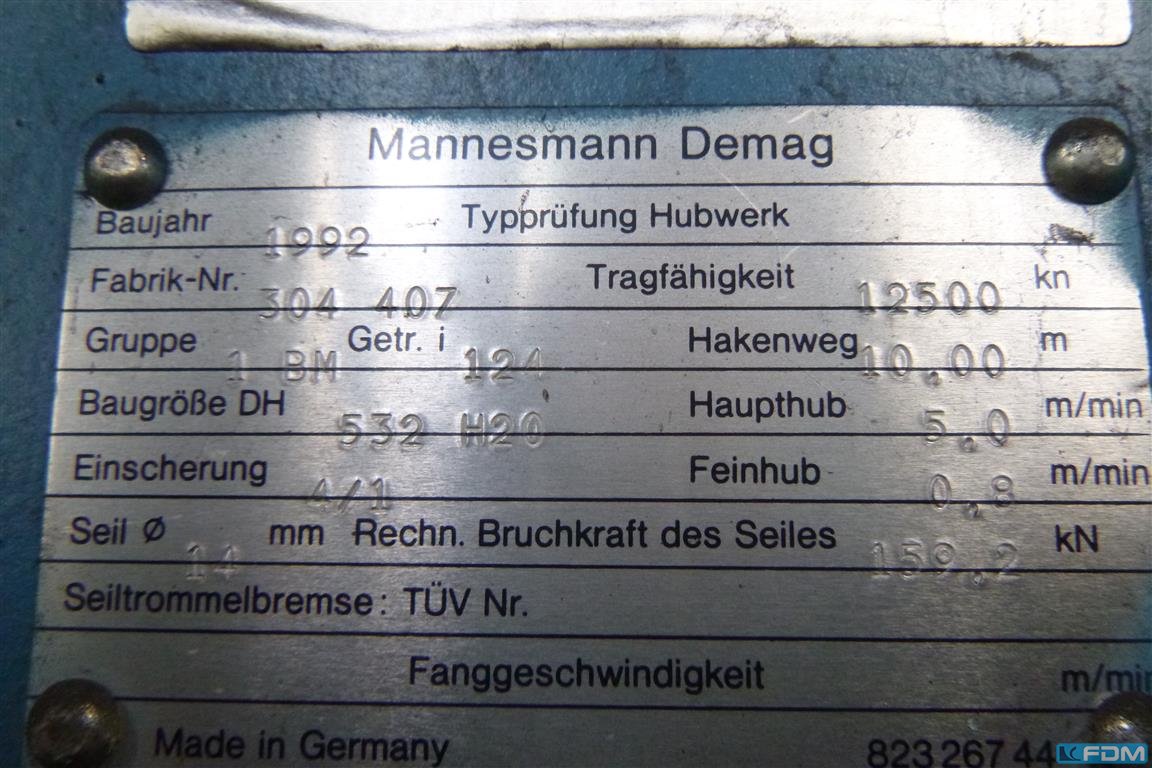 Mannesmann Demag
Baujahr 1992 Typprüfung Hubwerk
Fabrik-Nr. 304 407 Tragfähigkeit 12500 kn
Gruppe 1 BM Getr. i 124 Hakenweg 10,00 m
Baugröße DH 532 H20 Haupthub 5,0 m/min
Einscherung 4/1 Feinhub 0,8 m/min
Seil Ø 14 mm Rechn. Bruchkraft des Seiles 159,2 kN
Seiltrommelbremse: TÜV Nr.
Fanggeschwindigkeit m/min
Made in Germany 823 267 44
FDM